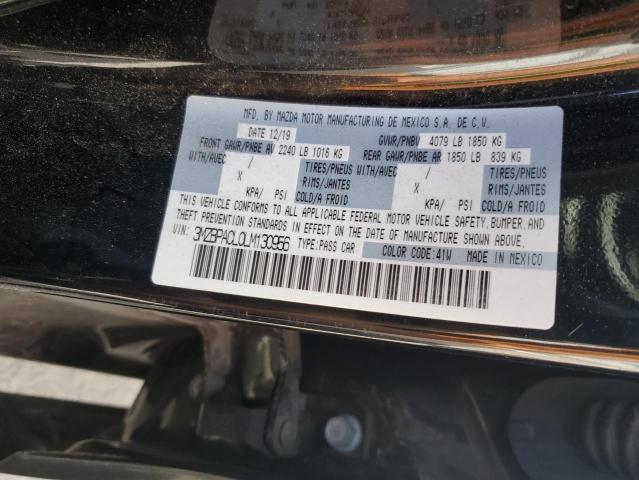 MFD. BY MAZDA MOTOR MANUFACTURING DE MEXICO S.A. DE C.V.
DATE 12/19 GVWR/PNBV 4079 LB 1850 KG
FRONT GAWR/PNBE AV 2240 LB 1016 KG REAR GAWR/PNBE AR 1850 LB 839 KG
WITH/AVEC / TIRES/PNEUS WITH/AVEC / TIRES/PNEUS
X RIMS/JANTES X RIMS/JANTES
KPA/ PSI COLD/A FROID KPA/ PSI COLD/A FROID
THIS VEHICLE CONFORMS TO ALL APPLICABLE FEDERAL MOTOR VEHICLE SAFETY, BUMPER, AND
THEFT PREVENTION STANDARDS IN EFFECT ON THE DATE OF MANUFACTURE SHOWN ABOVE.
VIN: 3MZBPACL0LM130956 TYPE:PASS CAR COLOR CODE:41W MADE IN MEXICO